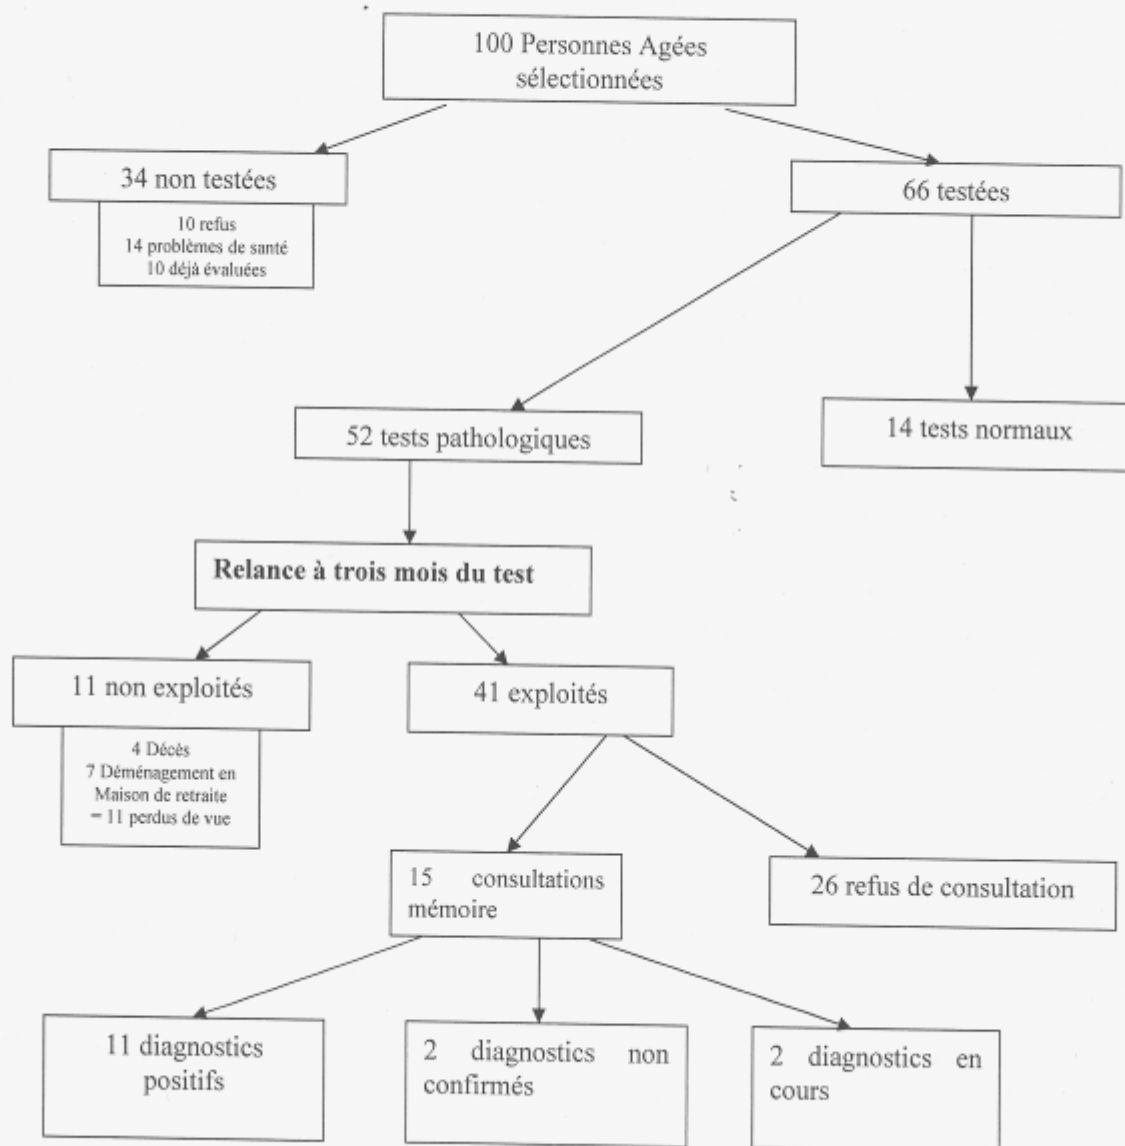 100 Personnes Agées
sélectionnées
34 non testées
10 refus
14 problèmes de santé
10 déjà évaluées
66 testées
52 tests pathologiques
14 tests normaux
Relance à trois mois du test
11 non exploités
4 Décès
7 Déménagement en
Maison de retraite
= 11 perdus de vue
41 exploités
15 consultations
mémoire
26 refus de consultation
11 diagnostics
positifs
2 diagnostics non
confirmés
2 diagnostics en
cours